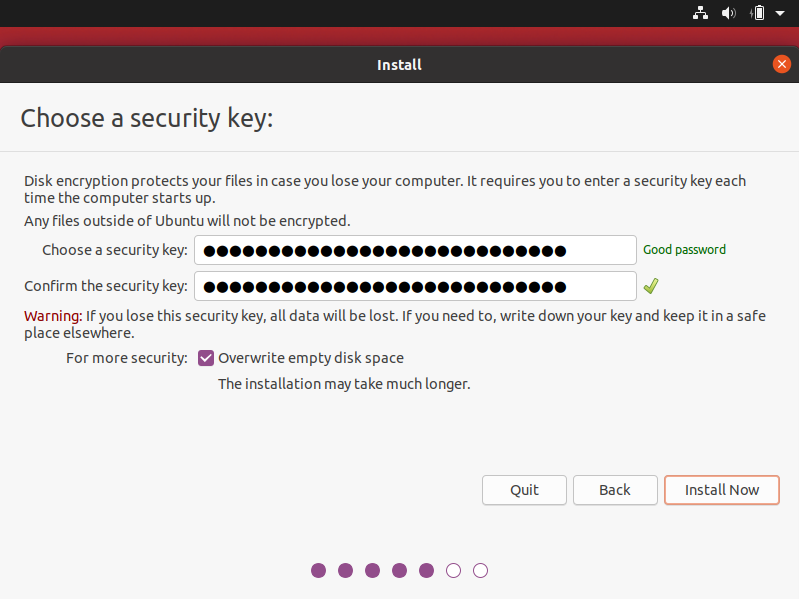 Install
Choose a security key:
Disk encryption protects your files in case you lose your computer. It requires you to enter a security key each
time the computer starts up.
Any files outside of Ubuntu will not be encrypted.
Choose a security key: ●●●●●●●●●●●●●●●●●●●●●●●●●●●● Good password
Confirm the security key: ●●●●●●●●●●●●●●●●●●●●●●●●●●●●
Warning: If you lose this security key, all data will be lost. If you need to, write down your key and keep it in a safe
place elsewhere.
For more security: Overwrite empty disk space
The installation may take much longer.
Quit Back Install Now